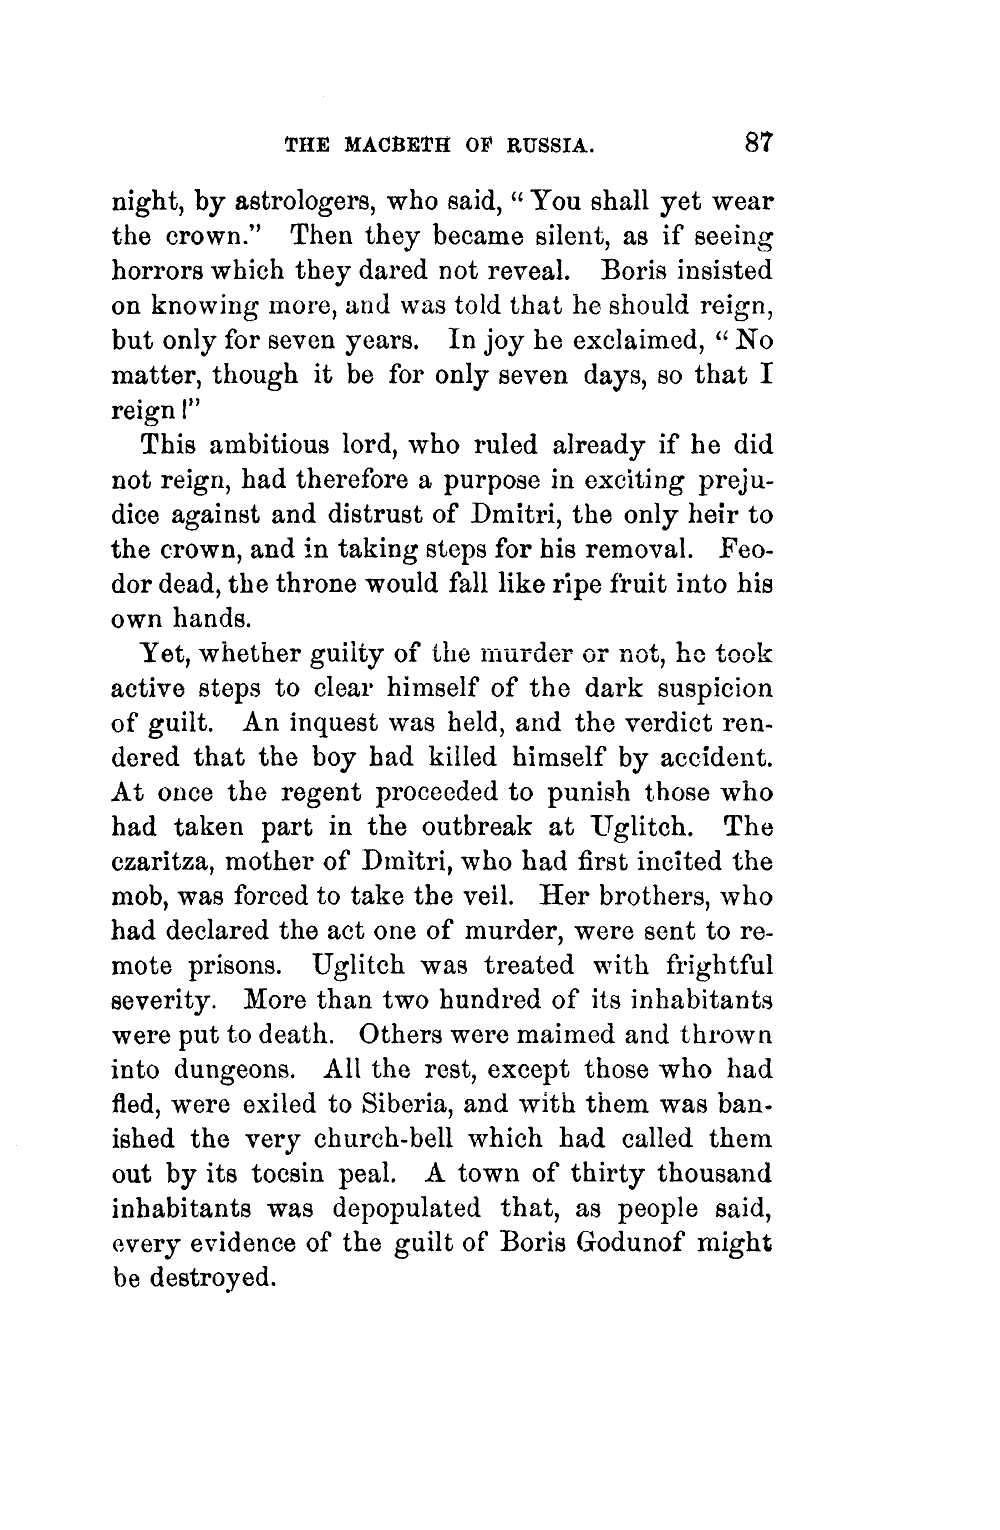 THE MACBETH OF RUSSIA. 87
night, by astrologers, who said, “ You shall yet wear
the crown.” Then they became silent, as if seeing
horrors which they dared not reveal. Boris insisted
on knowing more, and was told that he should reign,
but only for seven years. In joy he exclaimed, “ No
matter, though it be for only seven days, so that I
reign !”
This ambitious lord, who ruled already if he did
not reign, had therefore a purpose in exciting preju-
dice against and distrust of Dmitri, the only heir to
the crown, and in taking steps for his removal. Feo-
dor dead, the throne would fall like ripe fruit into his
own hands.
Yet, whether guilty of the murder or not, he took
active steps to clear himself of the dark suspicion
of guilt. An inquest was held, and the verdict ren-
dered that the boy had killed himself by accident.
At once the regent proceeded to punish those who
had taken part in the outbreak at Uglitch. The
czaritza, mother of Dmitri, who had first incited the
mob, was forced to take the veil. Her brothers, who
had declared the act one of murder, were sent to re-
mote prisons. Uglitch was treated with frightful
severity. More than two hundred of its inhabitants
were put to death. Others were maimed and thrown
into dungeons. All the rest, except those who had
fled, were exiled to Siberia, and with them was ban-
ished the very church-bell which had called them
out by its tocsin peal. A town of thirty thousand
inhabitants was depopulated that, as people said,
every evidence of the guilt of Boris Godunof might
be destroyed.